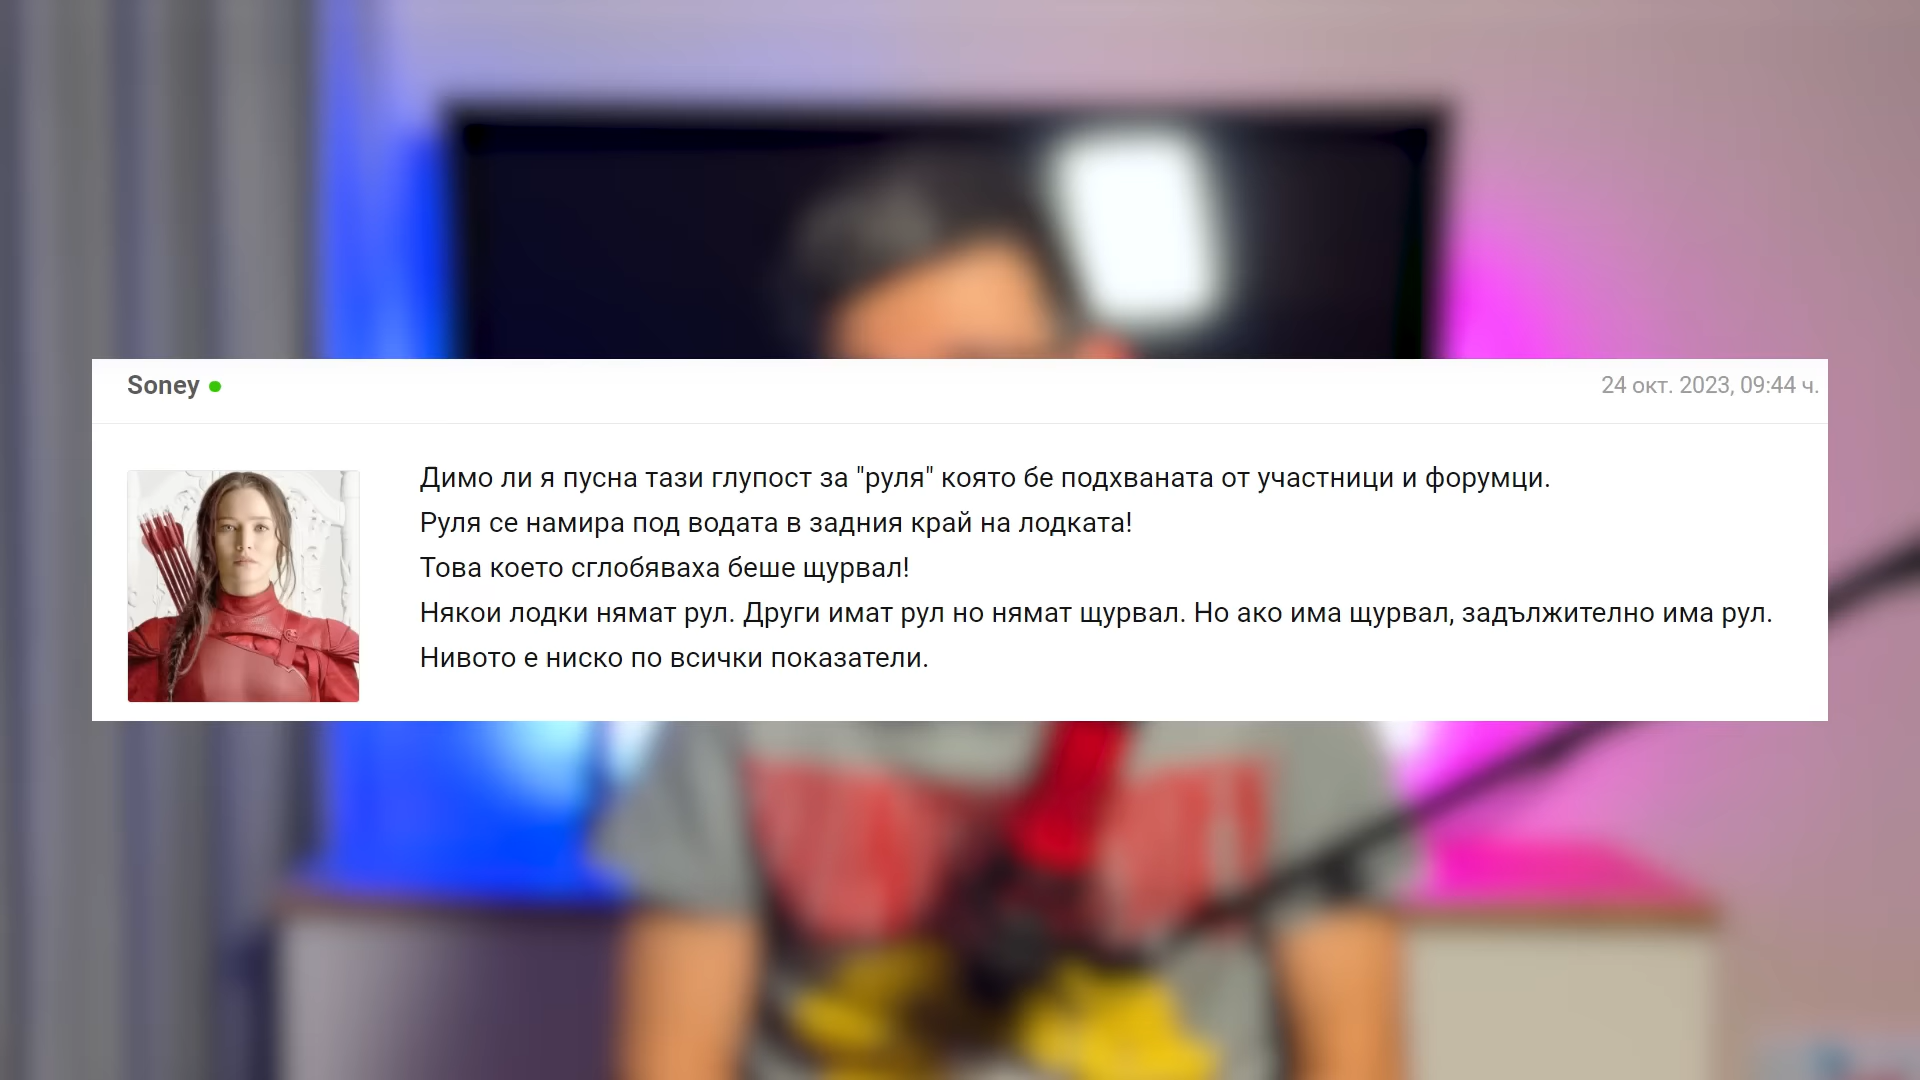 Soney
24 окт. 2023, 09:44 ч.
Димо ли я пусна тази глупост за "руля" която бе подхваната от участници и форумци.
Руля се намира под водата в задния край на лодката!
Това което сглобяваха беше щурвал!
Някои лодки нямат рул. Други имат рул но нямат щурвал. Но ако има щурвал, задължително има рул.
Нивото е ниско по всички показатели.